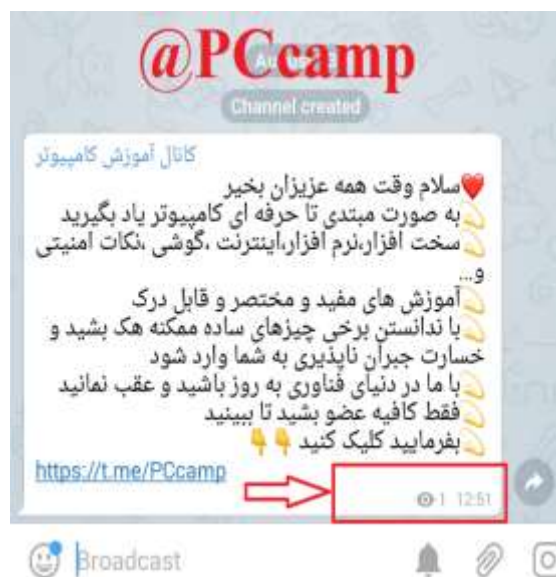 @PCcamp
Channel created
کانال آموزش کامپیوتر
❤️سلام وقت همه عزیزان بخیر
💫به صورت مبتدی تا حرفه ای کامپیوتر یاد بگیرید
💫سخت افزار،نرم افزار،اینترنت ،گوشی ،نکات امنیتی
و...
💫آموزش های مفید و مختصر و قابل درک
💫با ندانستن برخی چیزهای ساده ممکنه هک بشید و
خسارت جبران ناپذیری به شما وارد شود
💫با ما در دنیای فناوری به روز باشید و عقب نمانید
💫فقط کافیه عضو بشید تا ببینید
💫بفرمایید کلیک کنید 👇👇
https://t.me/PCcamp
1 12:51
Broadcast